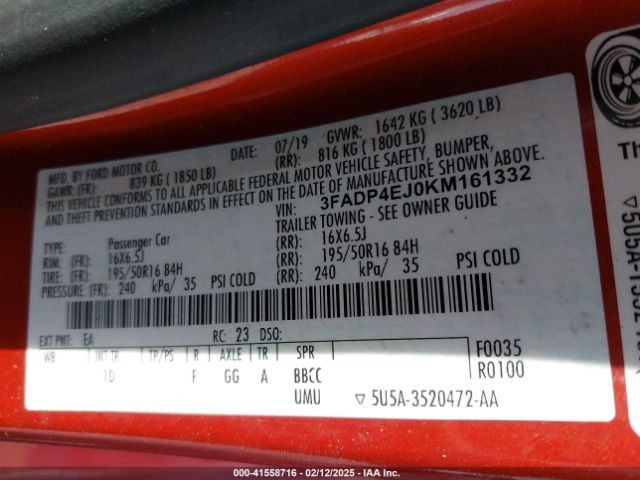 MFD. BY FORD MOTOR CO. DATE: 07/19 GVWR: 1642 KG ( 3620 LB)
GAWR:(FR): 839 KG ( 1850 LB) (RR): 816 KG ( 1800 LB)
THIS VEHICLE CONFORMS TO ALL APPLICABLE FEDERAL MOTOR VEHICLE SAFETY, BUMPER,
AND THEFT PREVENTION STANDARDS IN EFFECT ON THE DATE OF MANUFACTURE SHOWN ABOVE.
VIN: 3FADP4EJ0KM161332
TRAILER TOWING - SEE OWNER GUIDE
TYPE: Passenger Car
RIM: (FR): 16X6.5J (RR): 16X6.5J
TIRE: (FR): 195/50R16 84H (RR): 195/50R16 84H
PRESSURE: (FR): 240 kPa/ 35 PSI COLD (RR): 240 kPa/ 35 PSI COLD
EXT PNT: EA RC: 23 DSO:
WB INT TR TP/PS R AXLE TR SPR F0035
1D F GG A BBCC R0100
UMU ▽ 5U5A-3520472-AA
Th
000-41558716 - 02/12/2025 - IAA Inc.